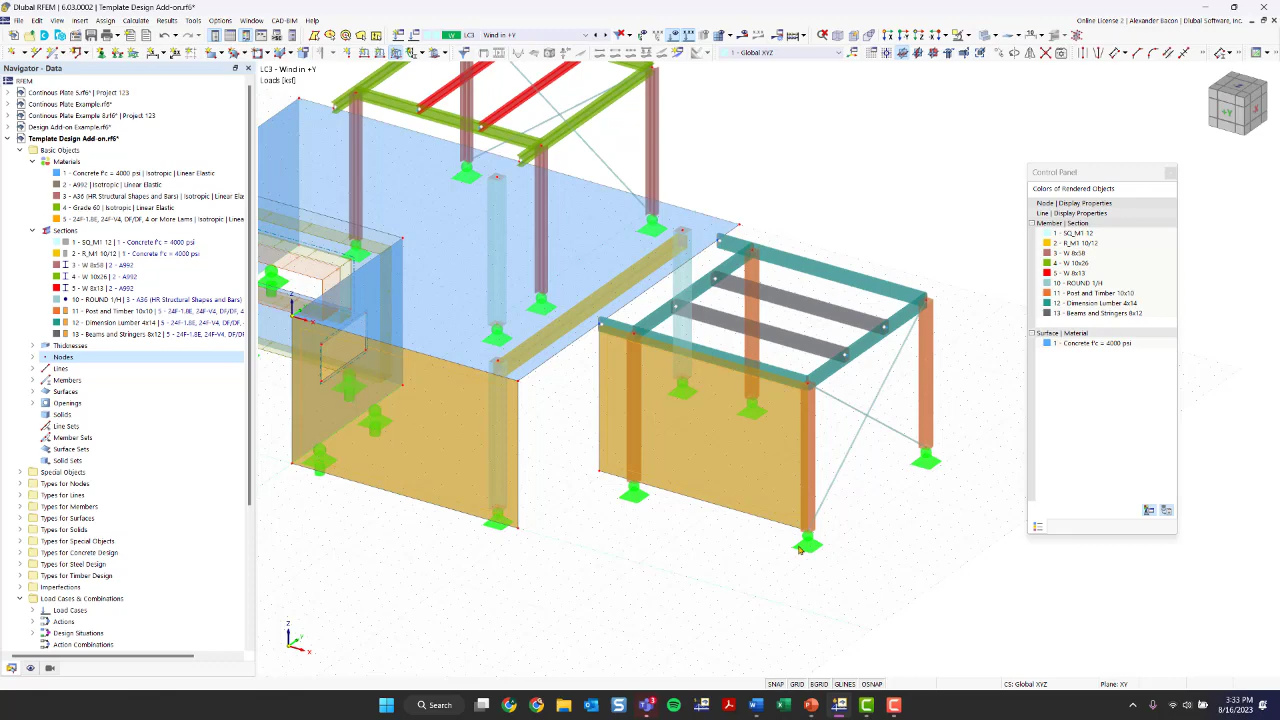 Dlubal RFEM | 6.03.0002 | Template Design Add-on.rf6*
File Edit View Insert Assign Calculate Results Tools Options Window CAD-BIM Help
Online License 2 | Alexander Bacon | Dlubal Software, Inc.
LY LC3 Wind in +Y
1 - Global XYZ
Navigator - Data
RFEM
Continous Plate 5.rf6* | Project 123
Continous Plate Example.rf6*
Continous Plate Example 8.rf6* | Project 123
Design Add-on Example.rf6*
Template Design Add-on.rf6*
Basic Objects
Materials
1 - Concrete f'c = 4000 psi | Isotropic | Linear Elastic
2 - A992 | Isotropic | Linear Elastic
3 - A36 (HR Structural Shapes and Bars) | Isotropic | Linear
4 - Grade 60 | Isotropic | Linear Elastic
5 - 24F-1.8E, 24F-V4, DF/DF, 4 or More Lams | Isotropic | Linea
Sections
1 - SQ_M1 12 | 1 - Concrete f'c = 4000 psi
2 - R_M1 10/12 | 1 - Concrete f'c = 4000 psi
3 - W 8x58 | 2 - A992
4 - W 10x26 | 2 - A992
5 - W 8x13 | 2 - A992
10 - ROUND 1/H | 3 - A36 (HR Structural Shapes and Bars)
11 - Post and Timber 10x10 | 5 - 24F-1.8E, 24F-V4, DF/DF,
12 - Dimension Lumber 4x14 | 5 - 24F-1.8E, 24F-V4, DF/DF,
13 - Beams and Stringers 8x12 | 5 - 24F-1.8E, 24F-V4, DF/
Thicknesses
Nodes
Lines
Members
Surfaces
Openings
Solids
Line Sets
Member Sets
Surface Sets
Solid Sets
Special Objects
Types for Nodes
Types for Lines
Types for Members
Types for Surfaces
Types for Solids
Types for Special Objects
Types for Concrete Design
Types for Steel Design
Types for Timber Design
Imperfections
Load Cases & Combinations
Load Cases
Actions
Design Situations
Action Combinations
LC3 - Wind in +Y
Loads [ksf]
Z
X
Z
Y
X
+Y
X
Control Panel
Colors of Rendered Objects
Node | Display Properties
Line | Display Properties
Member | Section
1 - SQ_M1 12
2 - R_M1 10/12
3 - W 8x58
4 - W 10x26
5 - W 8x13
10 - ROUND 1/H
11 - Post and Timber 10x10
12 - Dimension Lumber 4x14
13 - Beams and Stringers 8x12
Surface | Material
1 - Concrete f'c = 4000 psi
SNAP GRID BGRID GLINES OSNAP CS: Global XYZ Plane: XY
Search
3:33 PM
8/16/2023